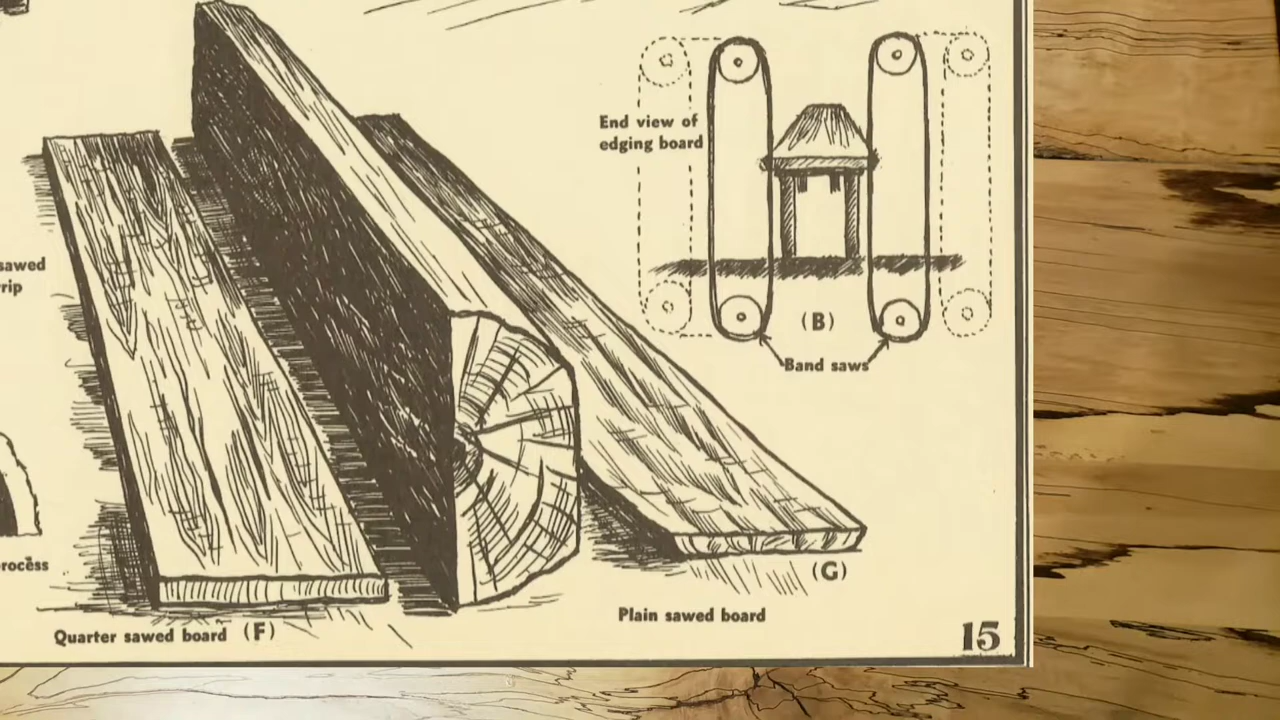 End view of
edging board
(B)
Band saws
sawed
rip
rocess
Quarter sawed board (F)
(G)
Plain sawed board
15